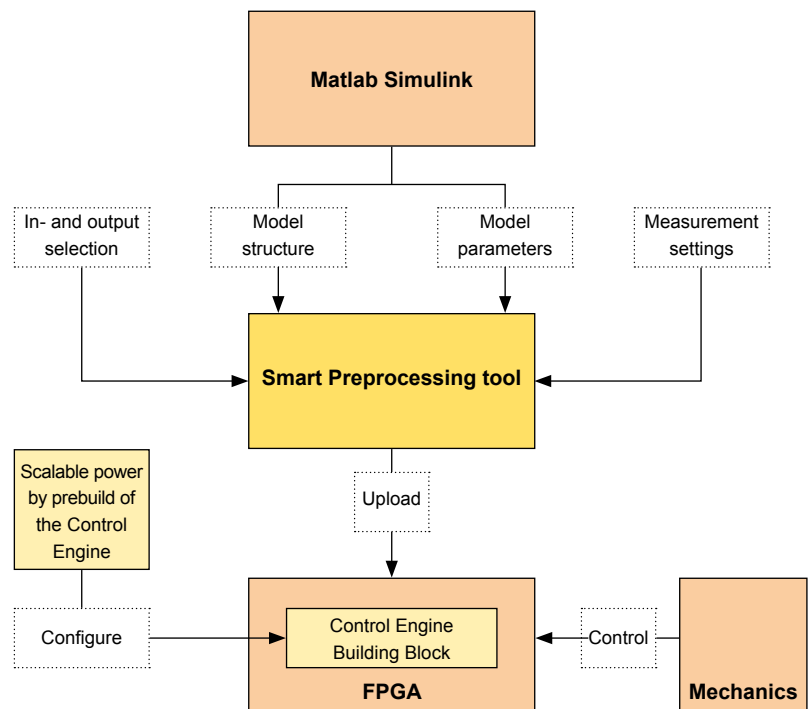 Matlab Simulink
In- and output
selection
Model
structure
Model
parameters
Measurement
settings
Smart Preprocessing tool
Scalable power
by prebuild of
the Control
Engine
Upload
Configure
Control Engine
Building Block
FPGA
Control
Mechanics